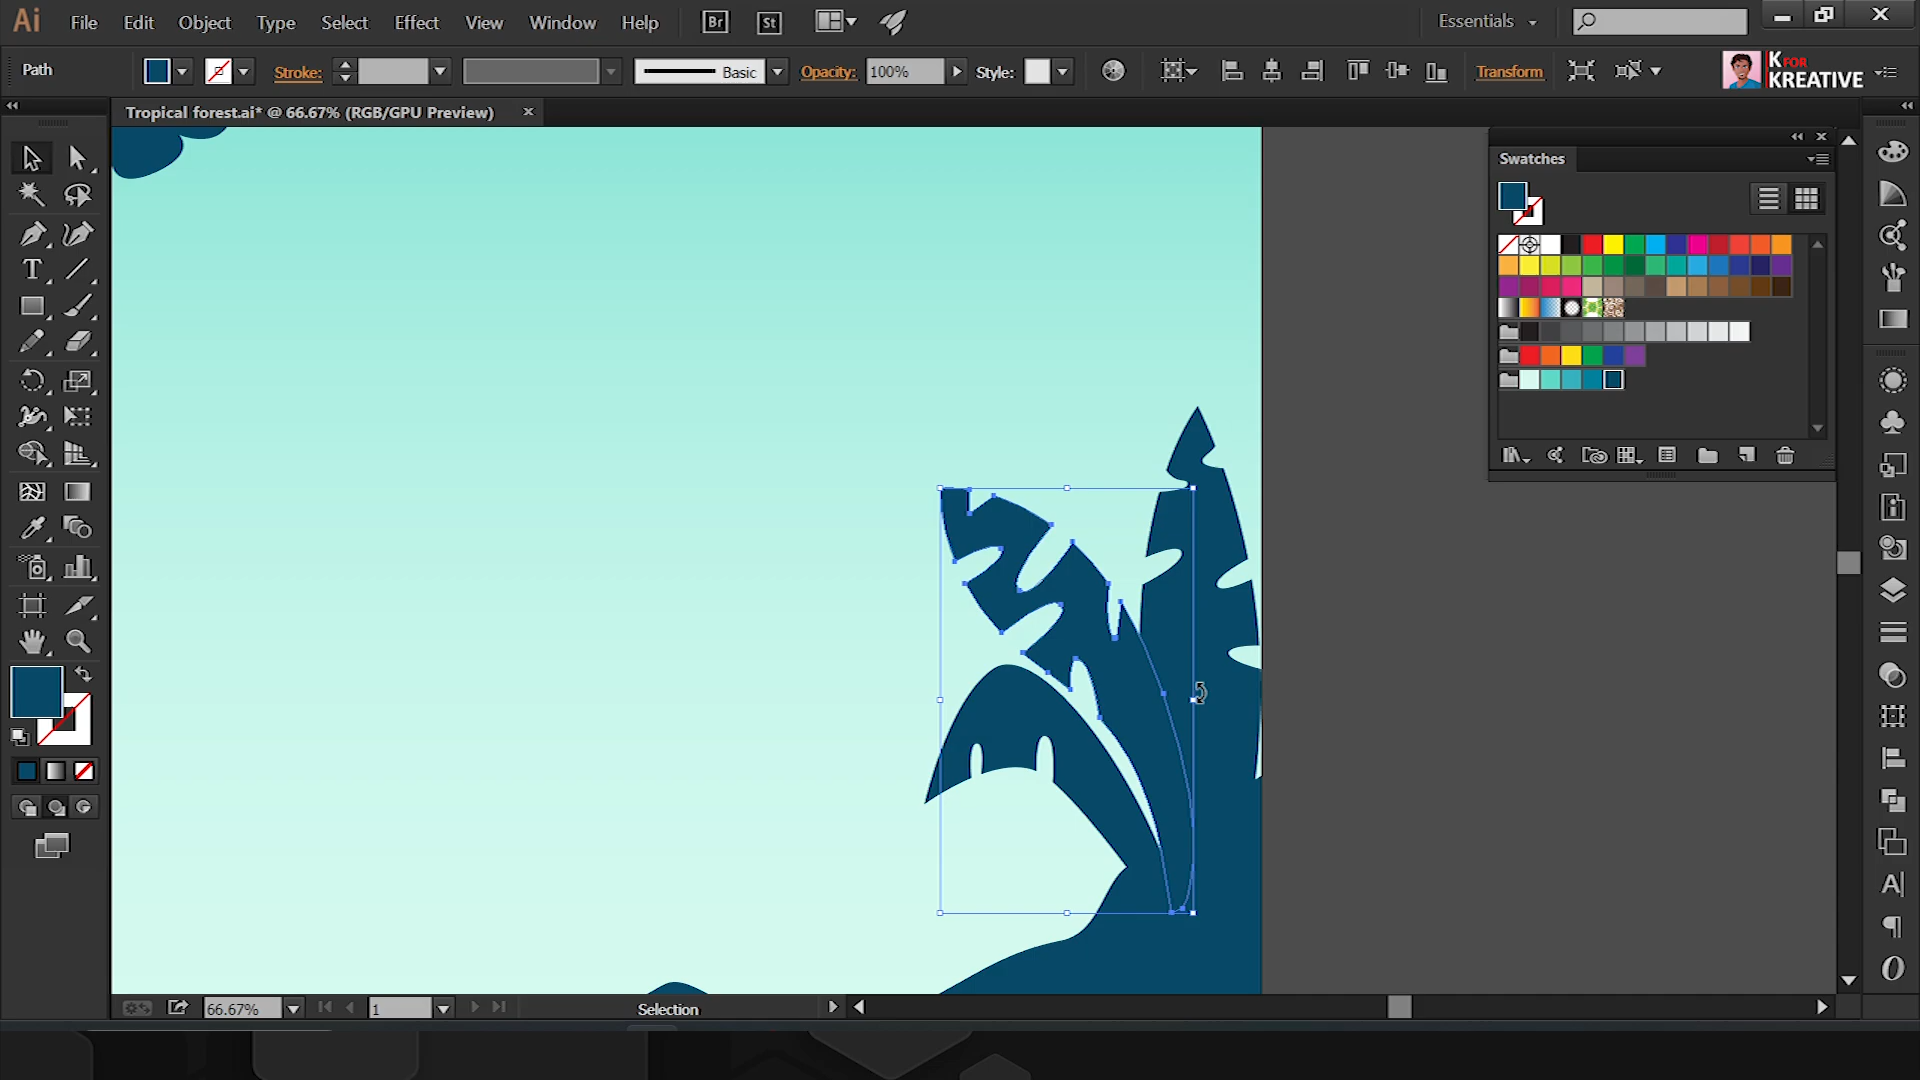 Ai File Edit Object Select Type Effect View Window Help Br St Essentials
Path Stroke: Basic Opacity: 100% Style: Transform K FOR KREATIVE
Tropical forest.ai* @ 66.67% (RGB/GPU Preview)
Swatches
66.67% 1 Selection